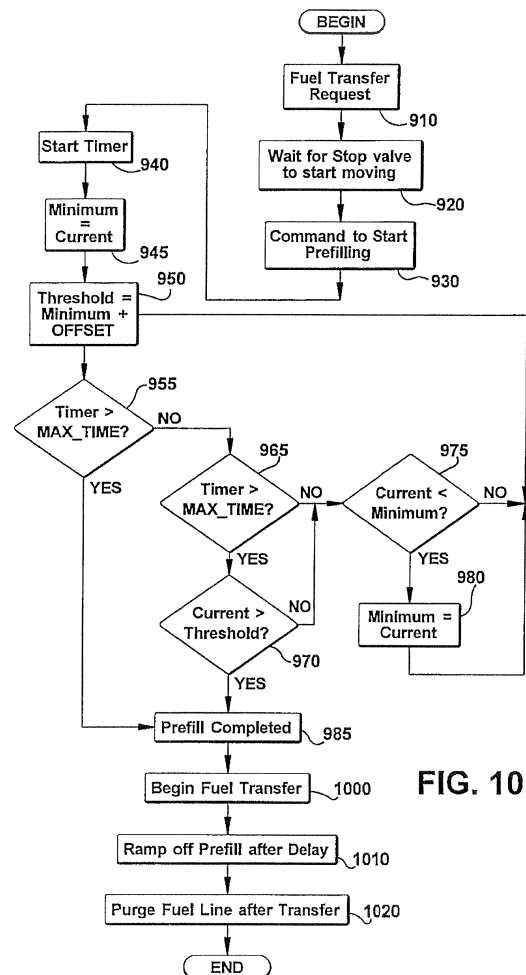 BEGIN
Fuel Transfer
Request
910
Wait for Stop valve
to start moving
920
Command to Start
Prefilling
930
Start Timer
940
Minimum
=
Current
945
Threshold =
Minimum +
OFFSET
950
Timer >
MAX_TIME?
955
NO
YES
Timer >
MAX_TIME?
965
NO
YES
Current >
Threshold?
970
NO
YES
Current <
Minimum?
975
NO
YES
Minimum =
Current
980
Prefill Completed
985
Begin Fuel Transfer
1000
Ramp off Prefill after Delay
1010
Purge Fuel Line after Transfer
1020
END
FIG. 10